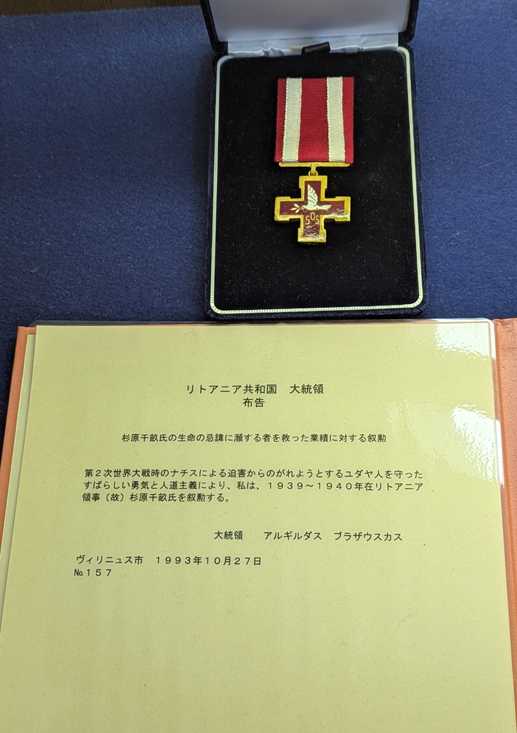 SOS
リトアニア共和国　大統領
布告
杉原千畝氏の生命の忌諱に瀕する者を救った業績に対する叙勲
第２次世界大戦時のナチスによる迫害からのがれようとするユダヤ人を守った
すばらしい勇気と人道主義により、私は、１９３９～１９４０年在リトアニア
領事（故）杉原千畝氏を叙勲する。
大統領　　アルギルダス　ブラザウスカス
ヴィリニュス市　１９９３年１０月２７日
№１５７